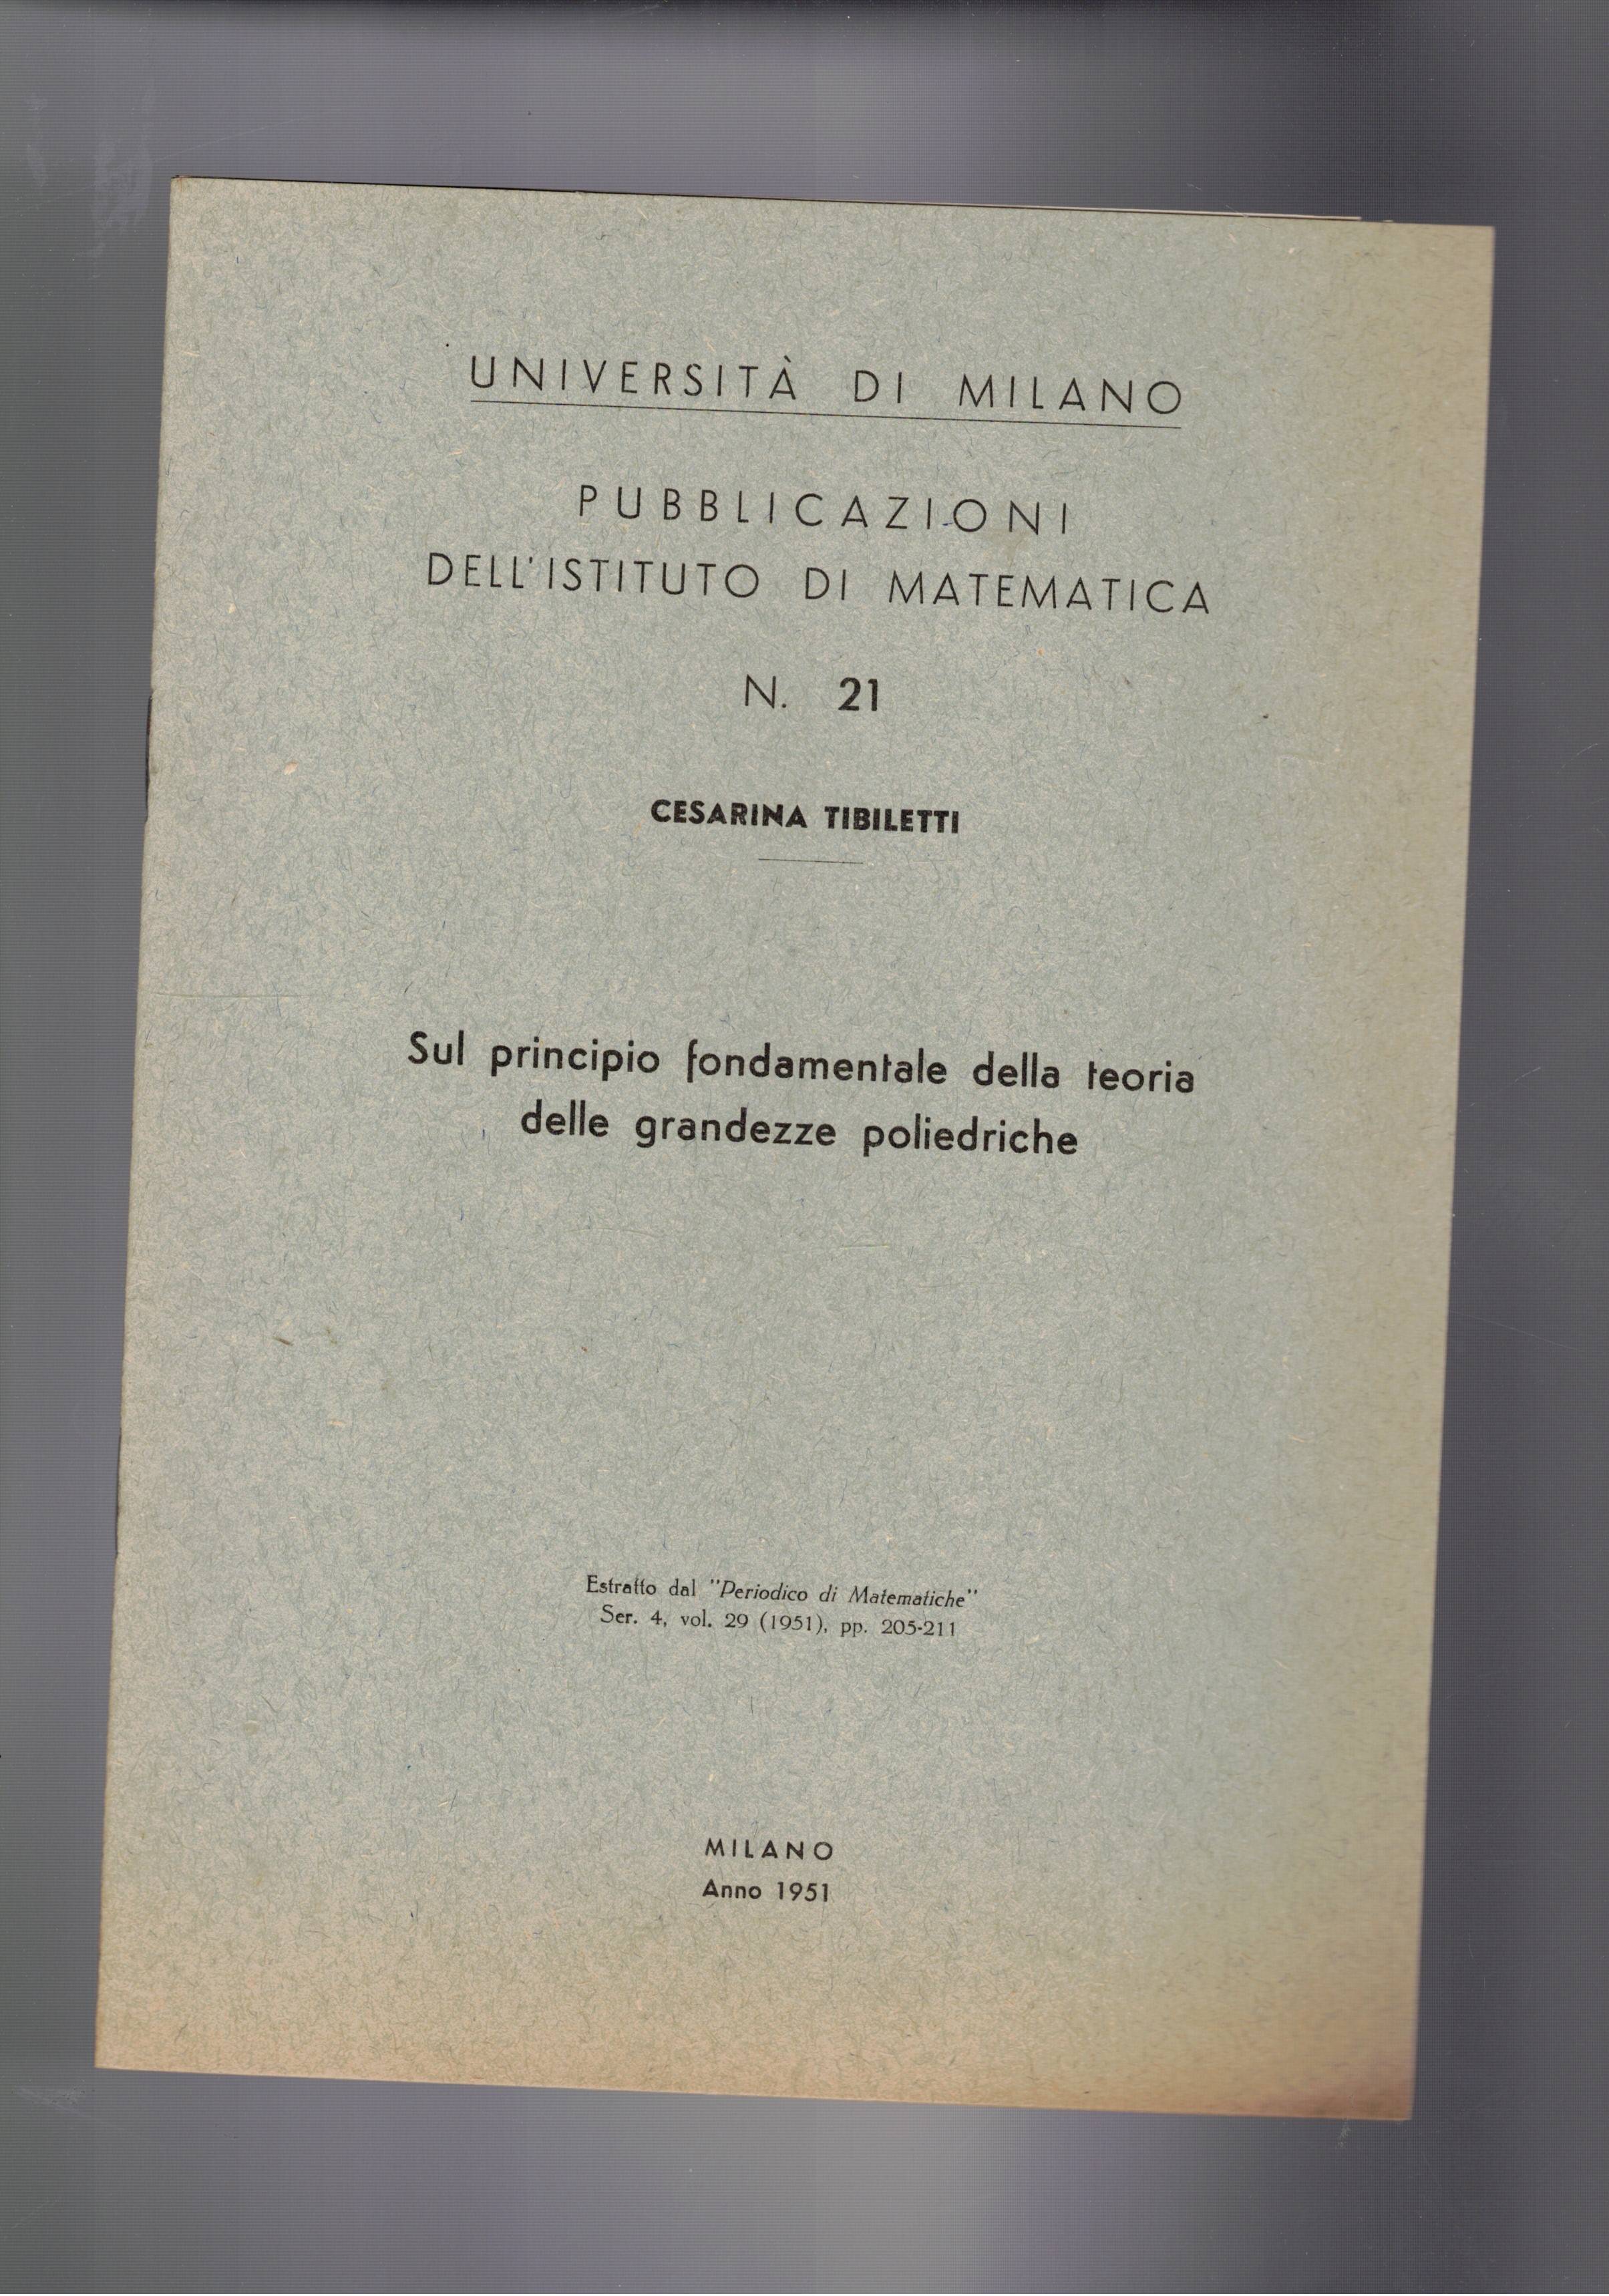 UNIVERSITÀ DI MILANO
PUBBLICAZIONI
DELL'ISTITUTO DI MATEMATICA
N. 21
CESARINA TIBILETTI
Sul principio fondamentale della teoria
delle grandezze poliedriche
Estratto dal "Periodico di Matematiche"
Ser. 4, vol. 29 (1951), pp. 205-211
MILANO
Anno 1951